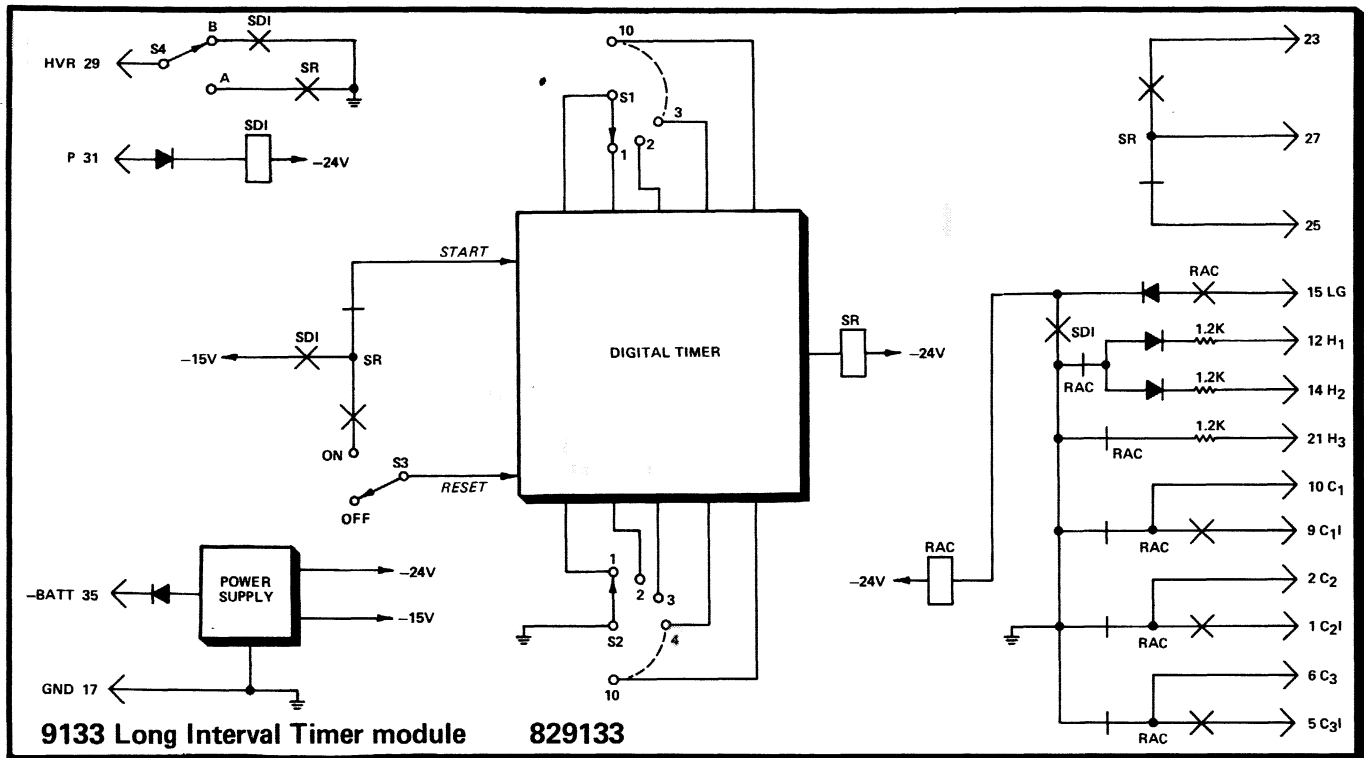 B SDI
S4
HVR 29
A SR
SDI
P 31
−24V
10
S1
3
1 2
START
SDI
−15V
SR
ON
S3
RESET
OFF
DIGITAL TIMER
SR
−24V
POWER
SUPPLY
−24V
−BATT 35
−15V
GND 17
1
2 3
S2 4
10
RAC
−24V
23
SR 27
25
RAC
15 LG
SDI
1.2K
12 H1
RAC
1.2K
14 H2
1.2K
21 H3
RAC
10 C1
9 C1I
RAC
2 C2
1 C2I
RAC
6 C3
5 C3I
RAC
9133 Long Interval Timer module 829133